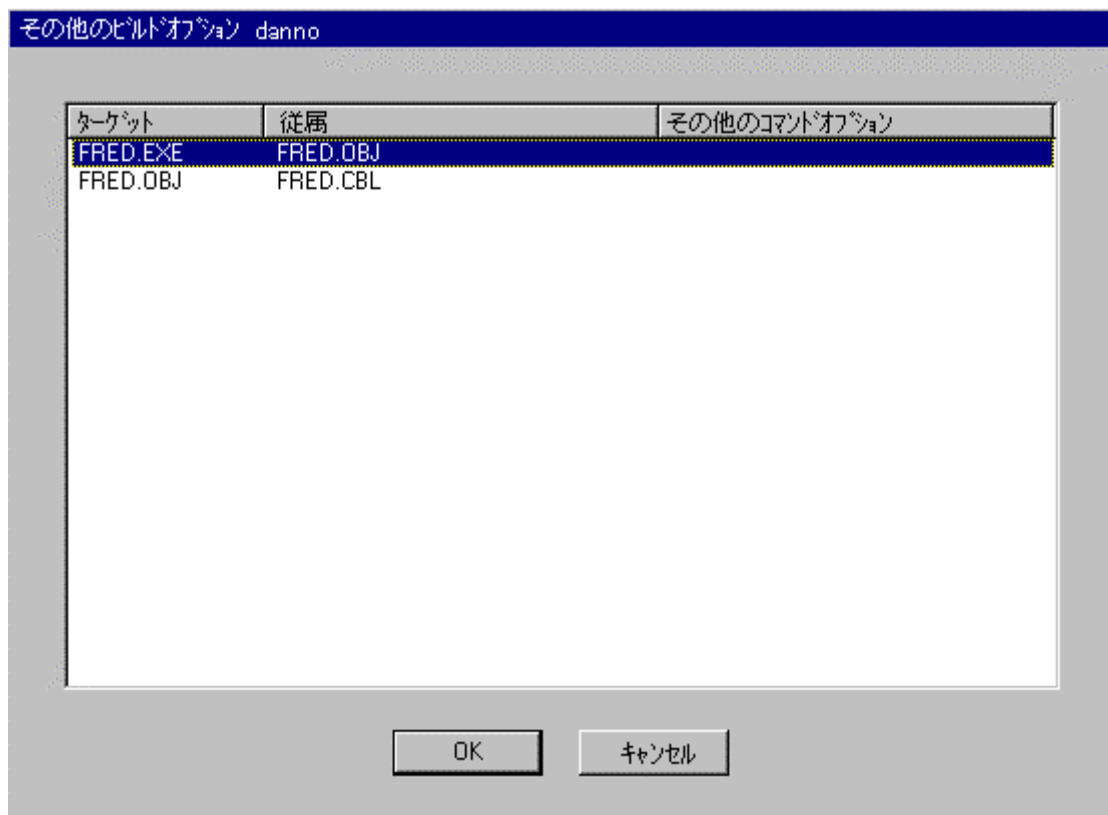 その他のﾋﾞﾙﾄﾞｵﾌﾟｼｮﾝ danno
ﾀｰｹﾞｯﾄ 従属 その他のｺﾏﾝﾄﾞｵﾌﾟｼｮﾝ
FRED.EXE FRED.OBJ
FRED.OBJ FRED.CBL
OK ｷｬﾝｾﾙ